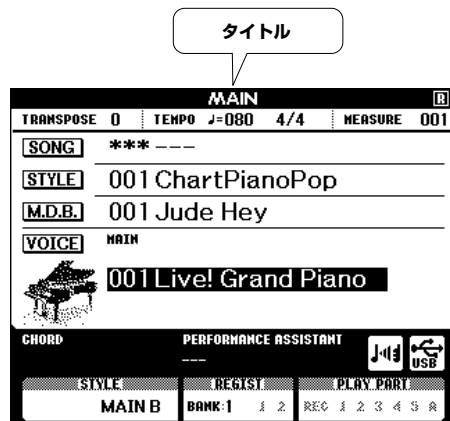 タイトル
MAIN R
TRANSPOSE 0 TEMPO ♩=080 4/4 MEASURE 001
SONG *** ---
STYLE 001 ChartPianoPop
M.D.B. 001 Jude Hey
VOICE MAIN
001 Live! Grand Piano
CHORD PERFORMANCE ASSISTANT
---
USB
STYLE REGIST PLAY PART
MAIN B BANK:1 1 2 REC 1 2 3 4 5 A